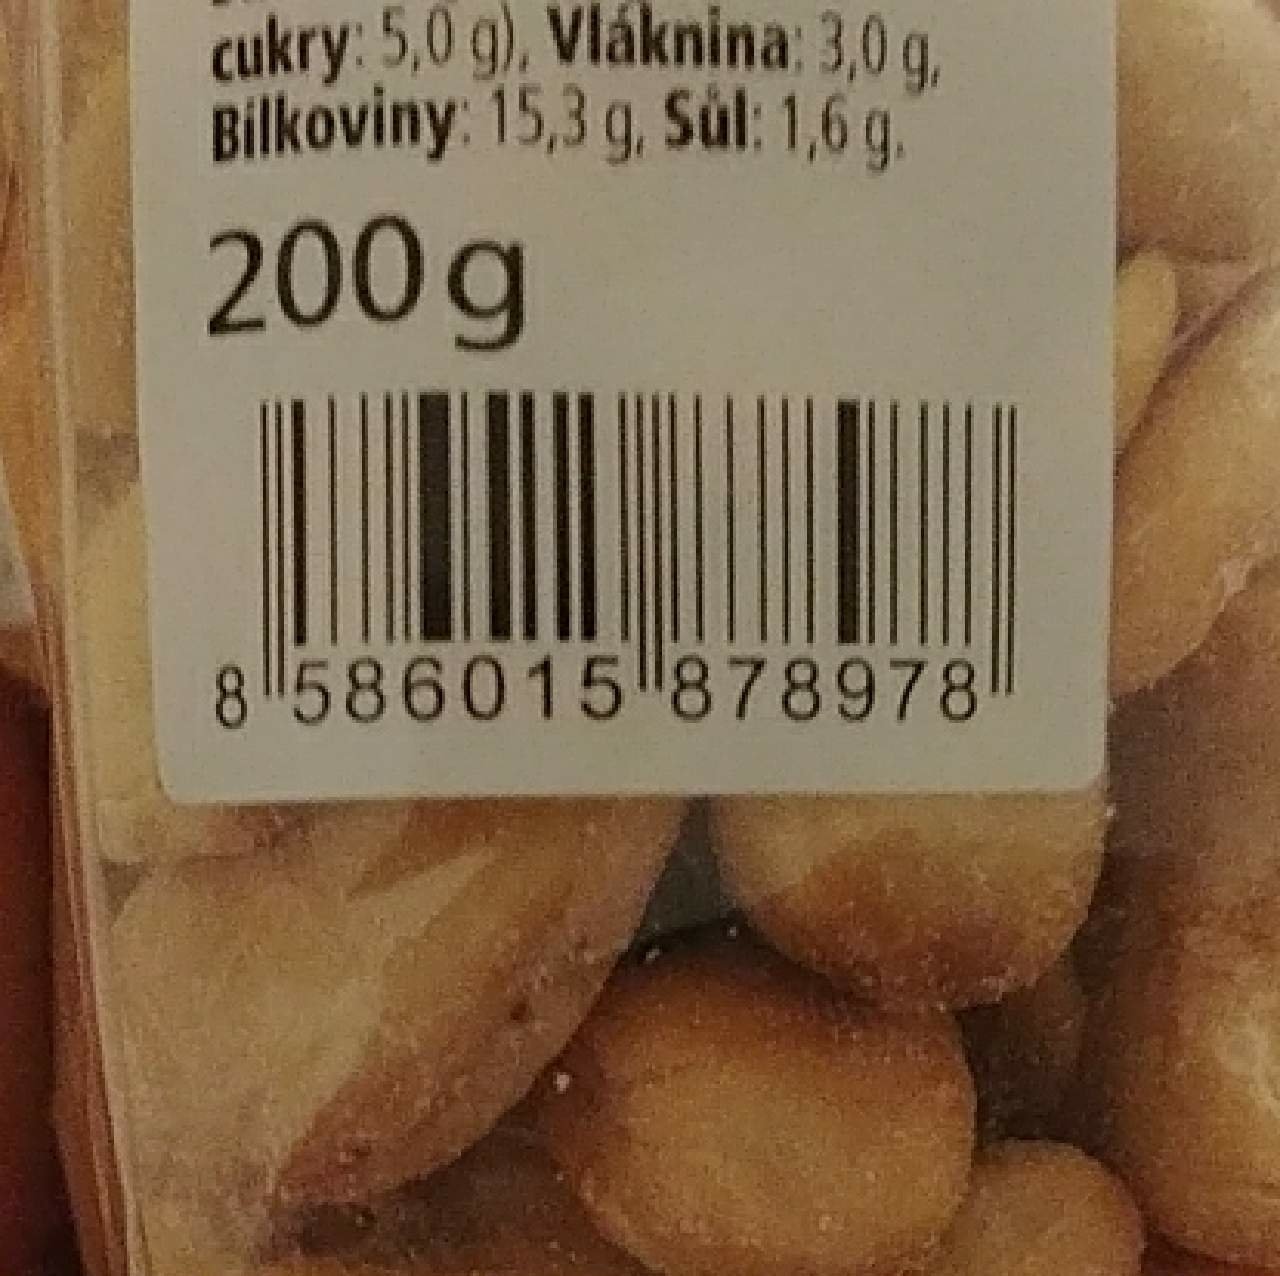 cukry: 5,0 g), Vláknina: 3,0 g,
Bílkoviny: 15,3 g, Sůl: 1,6 g.
200 g
8 586015 878978